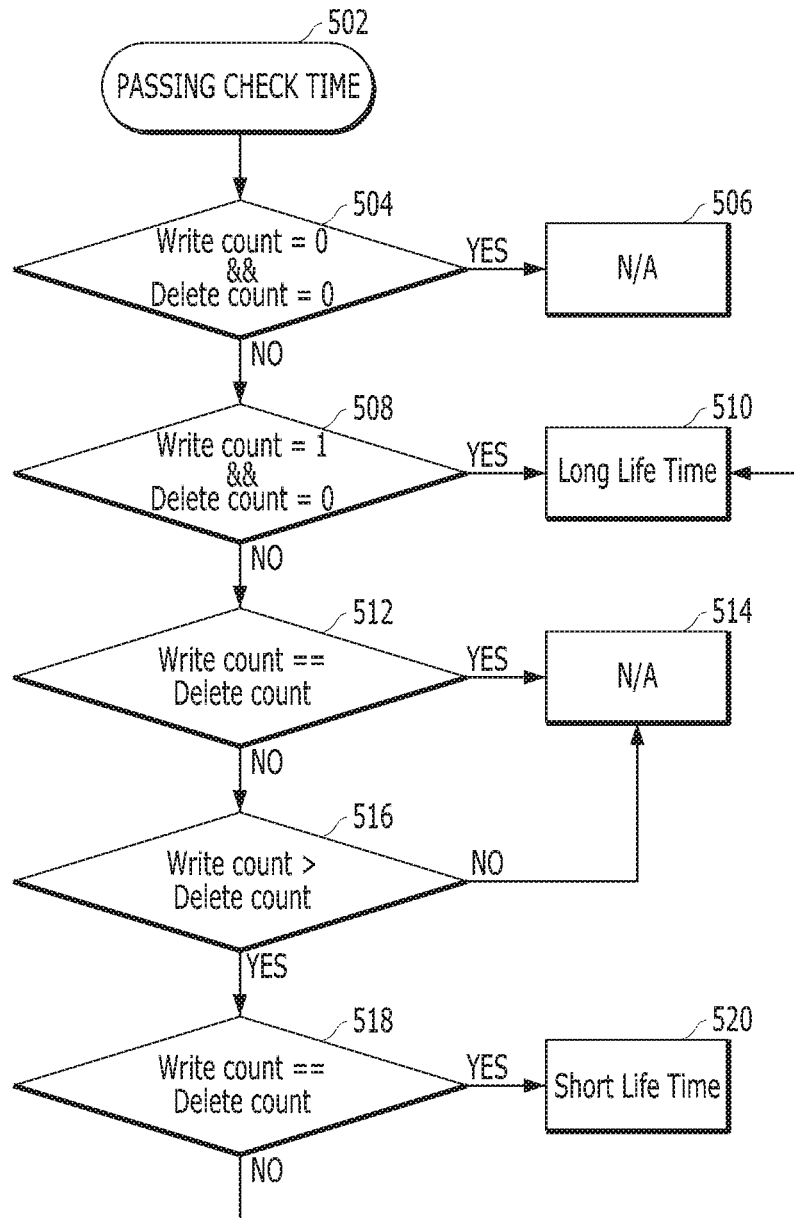 502
PASSING CHECK TIME
504
Write count = 0
&&
Delete count = 0
YES
506
N/A
NO
508
Write count = 1
&&
Delete count = 0
YES
510
Long Life Time
NO
512
Write count ==
Delete count
YES
514
N/A
NO
516
Write count >
Delete count
NO
YES
518
Write count ==
Delete count
YES
520
Short Life Time
NO